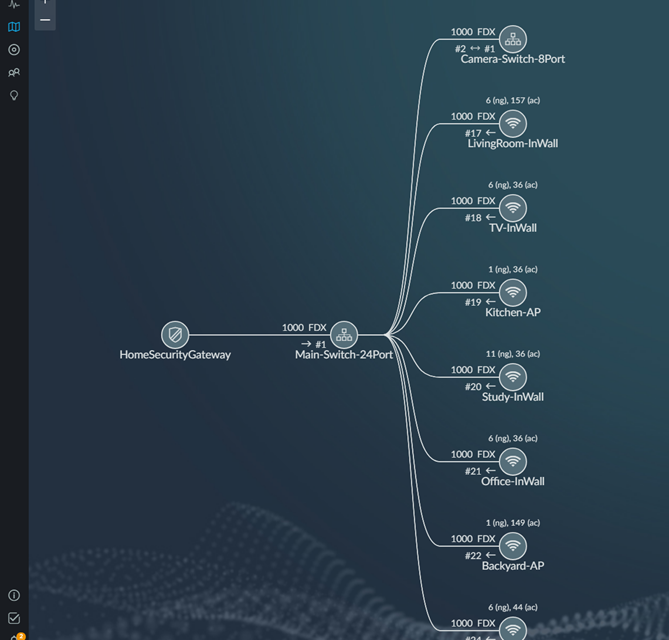 1000 FDX
#2 ↔ #1
Camera-Switch-8Port
6 (ng), 157 (ac)
1000 FDX
#17 ←
LivingRoom-InWall
6 (ng), 36 (ac)
1000 FDX
#18 ←
TV-InWall
1 (ng), 36 (ac)
1000 FDX
#19 ←
Kitchen-AP
HomeSecurityGateway
1000 FDX
→ #1
Main-Switch-24Port
11 (ng), 36 (ac)
1000 FDX
#20 ←
Study-InWall
6 (ng), 36 (ac)
1000 FDX
#21 ←
Office-InWall
1 (ng), 149 (ac)
1000 FDX
#22 ←
Backyard-AP
6 (ng), 44 (ac)
1000 FDX
#24 ←
2